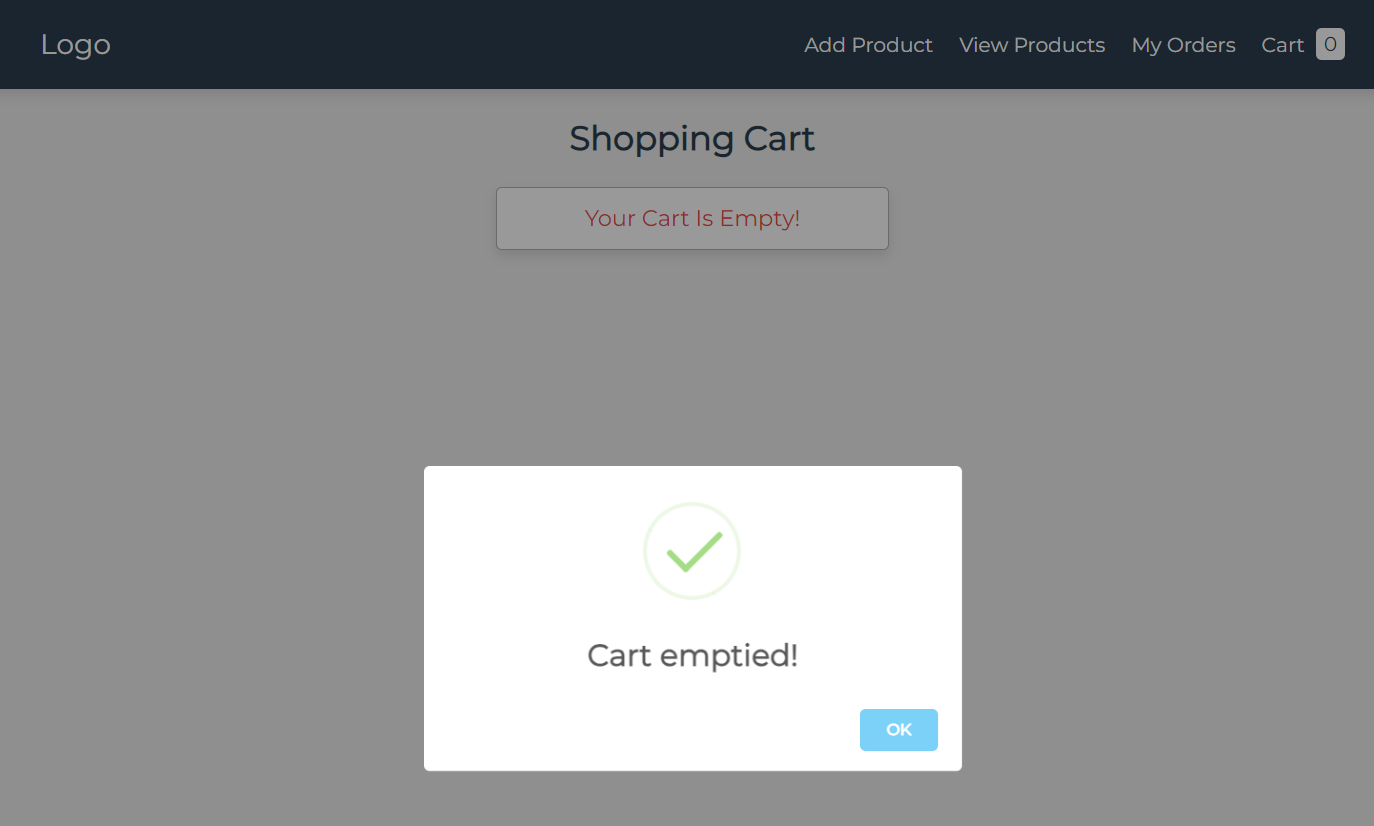 Logo
Add Product View Products My Orders Cart 0
Shopping Cart
Your Cart Is Empty!
Cart emptied!
OK